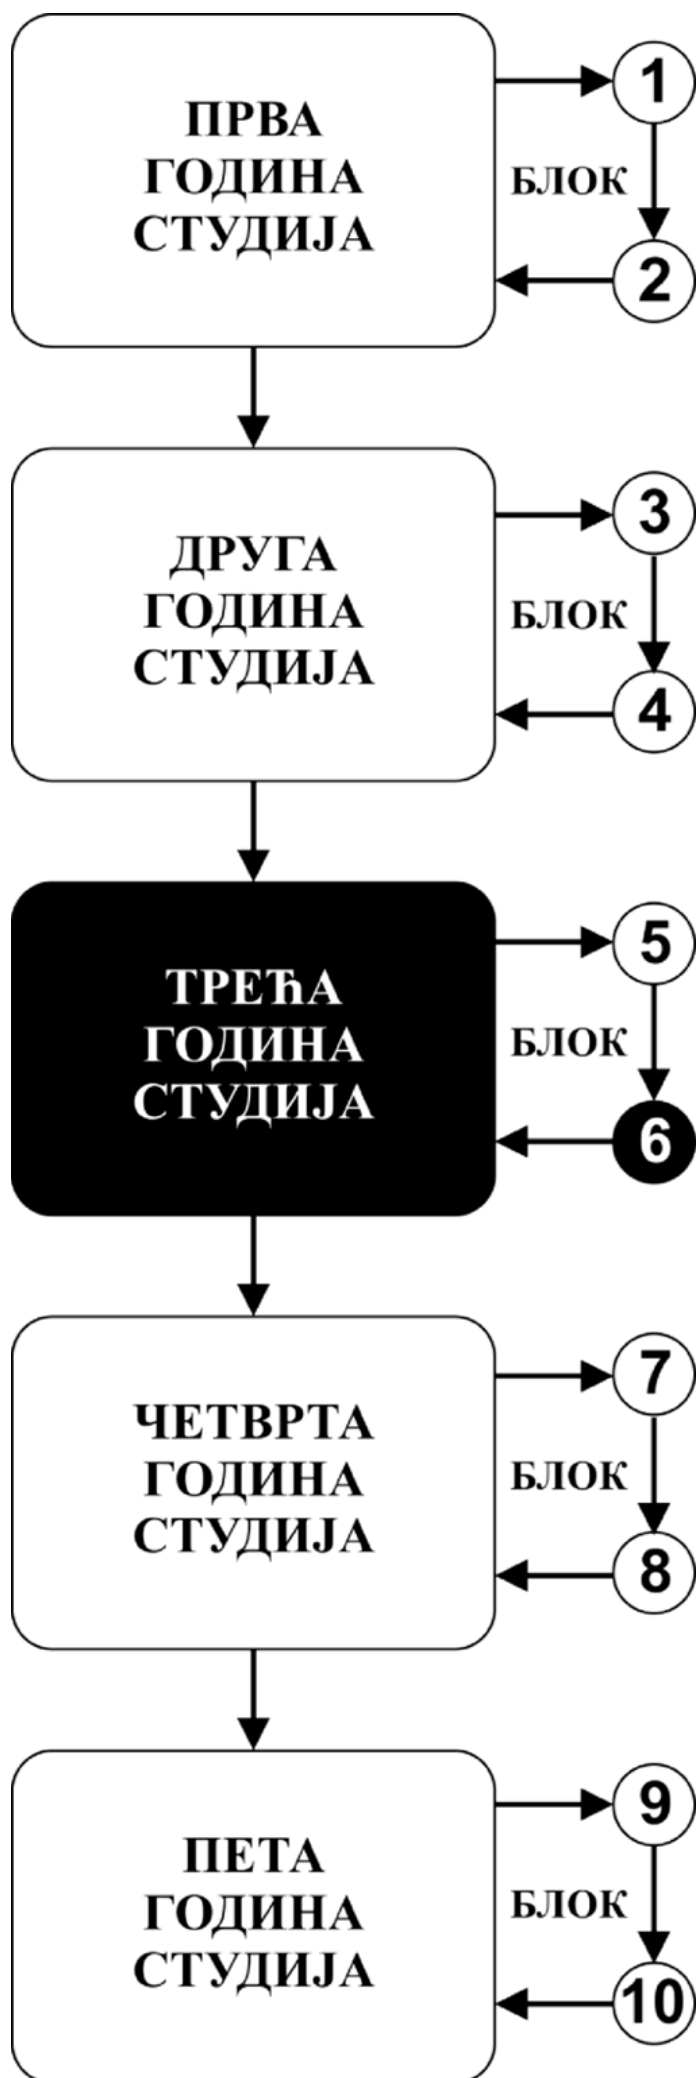 ПРВА
ГОДИНА
СТУДИЈА
1
БЛОК
2
ДРУГА
ГОДИНА
СТУДИЈА
3
БЛОК
4
ТРЕЋА
ГОДИНА
СТУДИЈА
5
БЛОК
6
ЧЕТВРТА
ГОДИНА
СТУДИЈА
7
БЛОК
8
ПЕТА
ГОДИНА
СТУДИЈА
9
БЛОК
10